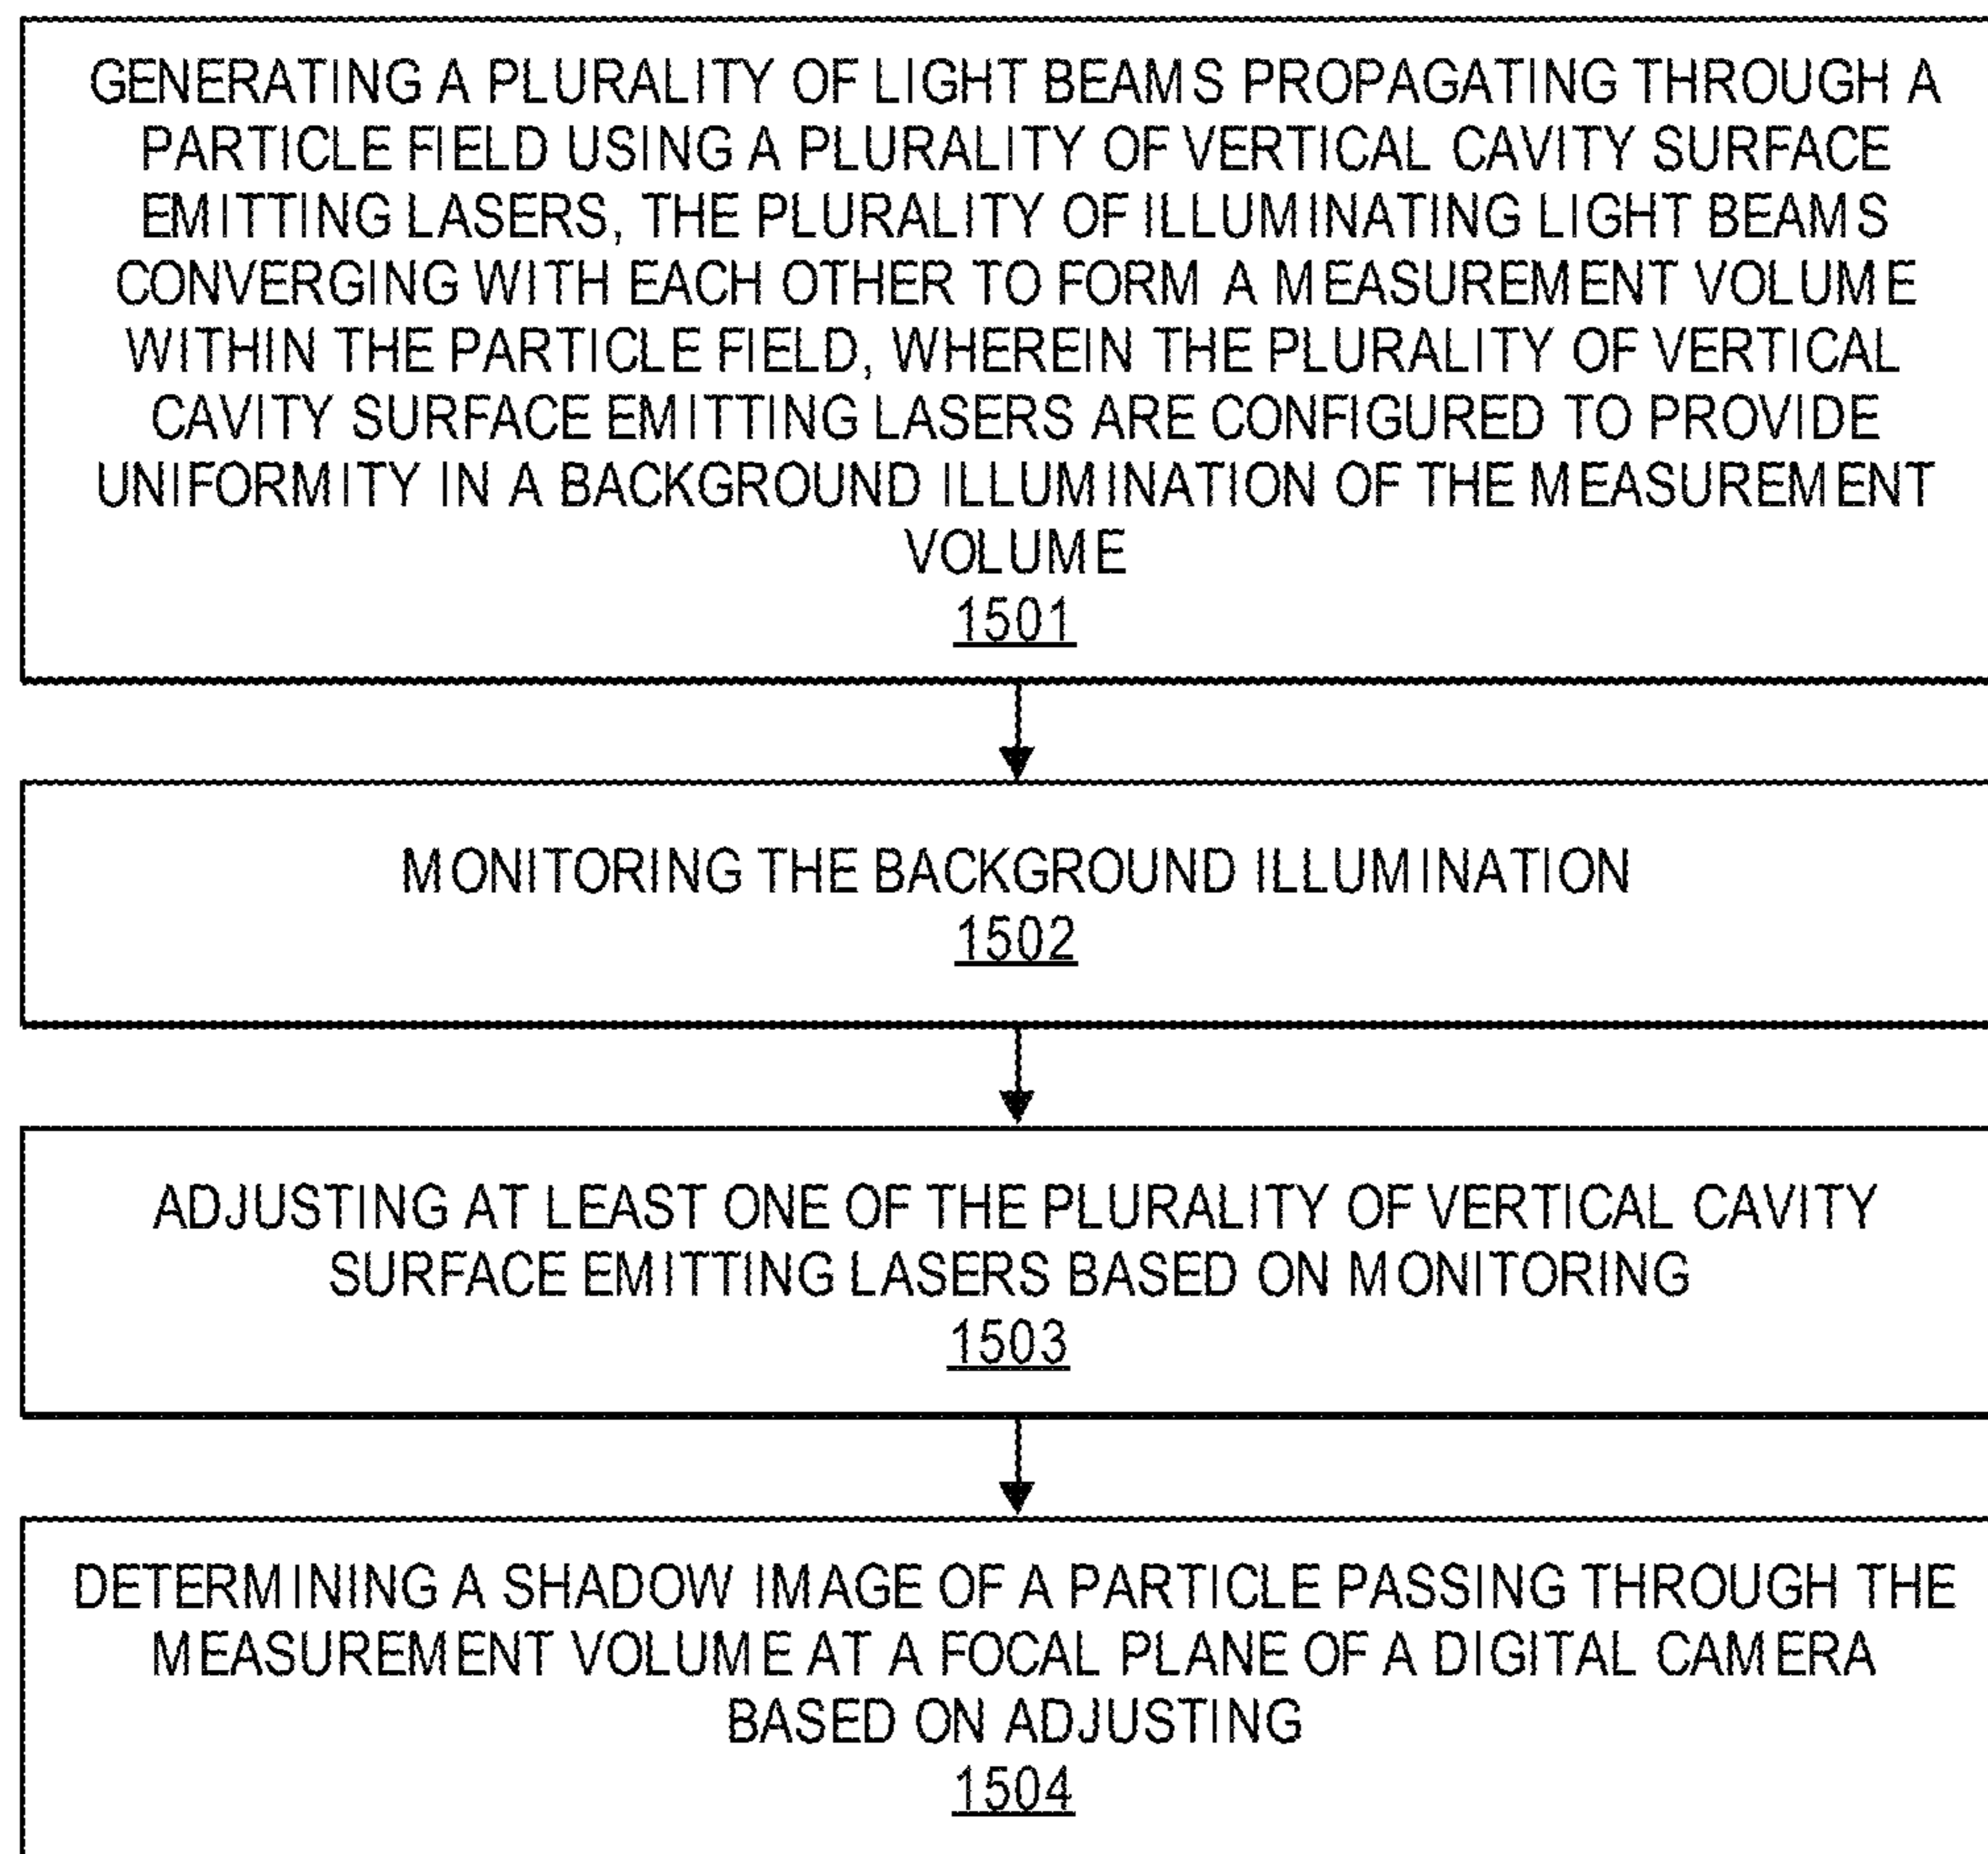 GENERATING A PLURALITY OF LIGHT BEAMS PROPAGATING THROUGH A
PARTICLE FIELD USING A PLURALITY OF VERTICAL CAVITY SURFACE
EMITTING LASERS, THE PLURALITY OF ILLUMINATING LIGHT BEAMS
CONVERGING WITH EACH OTHER TO FORM A MEASUREMENT VOLUME
WITHIN THE PARTICLE FIELD, WHEREIN THE PLURALITY OF VERTICAL
CAVITY SURFACE EMITTING LASERS ARE CONFIGURED TO PROVIDE
UNIFORMITY IN A BACKGROUND ILLUMINATION OF THE MEASUREMENT
VOLUME
1501
MONITORING THE BACKGROUND ILLUMINATION
1502
ADJUSTING AT LEAST ONE OF THE PLURALITY OF VERTICAL CAVITY
SURFACE EMITTING LASERS BASED ON MONITORING
1503
DETERMINING A SHADOW IMAGE OF A PARTICLE PASSING THROUGH THE
MEASUREMENT VOLUME AT A FOCAL PLANE OF A DIGITAL CAMERA
BASED ON ADJUSTING
1504